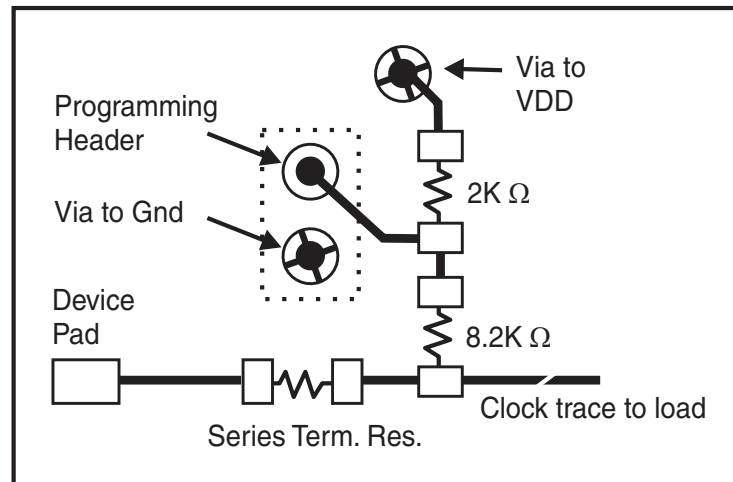 Via to
VDD
Programming
Header
2K Ω
Via to Gnd
Device
Pad
8.2K Ω
Clock trace to load
Series Term. Res.